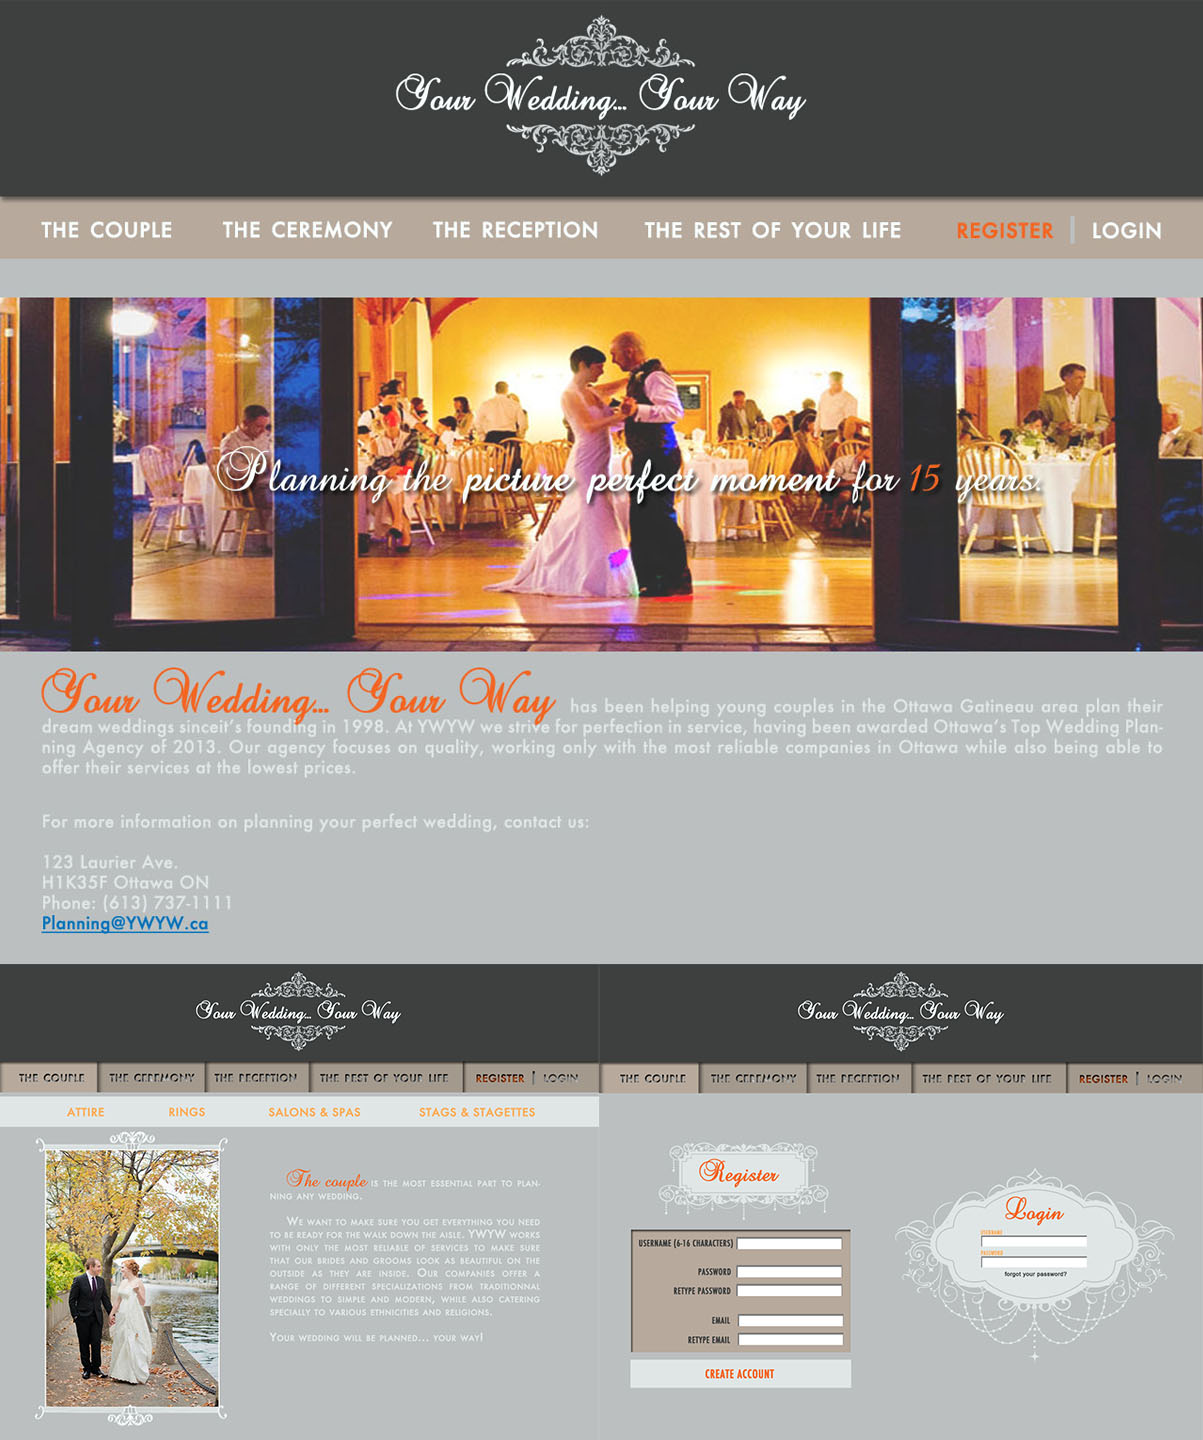 Your Wedding... Your Way
THE COUPLE THE CEREMONY THE RECEPTION THE REST OF YOUR LIFE REGISTER | LOGIN
Planning the picture perfect moment for 15 years.
Your Wedding... Your Way has been helping young couples in the Ottawa Gatineau area plan their
dream weddings sinceit's founding in 1998. At YWYW we strive for perfection in service, having been awarded Ottawa's Top Wedding Plan-
ning Agency of 2013. Our agency focuses on quality, working only with the most reliable companies in Ottawa while also being able to
offer their services at the lowest prices.
For more information on planning your perfect wedding, contact us:
123 Laurier Ave.
H1K35F Ottawa ON
Phone: (613) 737-1111
Planning@YWYW.ca
Your Wedding... Your Way
THE COUPLE THE CEREMONY THE RECEPTION THE REST OF YOUR LIFE REGISTER | LOGIN
ATTIRE RINGS SALONS & SPAS STAGS & STAGETTES
The couple IS THE MOST ESSENTIAL PART TO PLAN-
NING ANY WEDDING.
WE WANT TO MAKE SURE YOU GET EVERYTHING YOU NEED
TO BE READY FOR THE WALK DOWN THE AISLE. YWYW WORKS
WITH ONLY THE MOST RELIABLE OF SERVICES TO MAKE SURE
THAT OUR BRIDES AND GROOMS LOOK AS BEAUTIFUL ON THE
OUTSIDE AS THEY ARE INSIDE. OUR COMPANIES OFFER A
RANGE OF DIFFERENT SPECIALIZATIONS FROM TRADITIONNAL
WEDDINGS TO SIMPLE AND MODERN, WHILE ALSO CATERING
SPECIALLY TO VARIOUS ETHNICITIES AND RELIGIONS.
YOUR WEDDING WILL BE PLANNED... YOUR WAY!
Your Wedding... Your Way
THE COUPLE THE CEREMONY THE RECEPTION THE REST OF YOUR LIFE REGISTER | LOGIN
Register
USERNAME (6-16 CHARACTERS)
PASSWORD
RETYPE PASSWORD
EMAIL
RETYPE EMAIL
CREATE ACCOUNT
Login
USERNAME
PASSWORD
forgot your password?